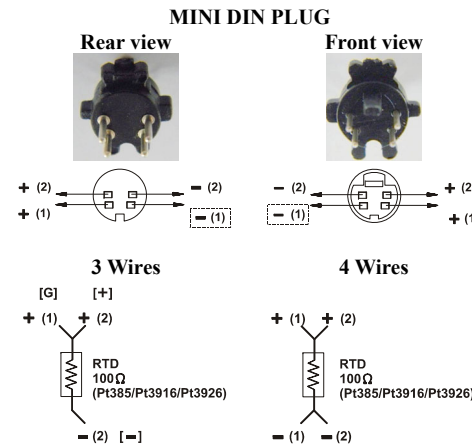 MINI DIN PLUG
Rear view Front view
+ (2) − (2) − (2) + (2)
+ (1) − (1) − (1) + (1
3 Wires 4 Wires
[G] [+]
+ (1) + (2) + (1) + (2)
RTD RTD
100Ω 100Ω
(Pt385/Pt3916/Pt3926) (Pt385/Pt3916/Pt3926)
− (2) [−] − (1) − (2)